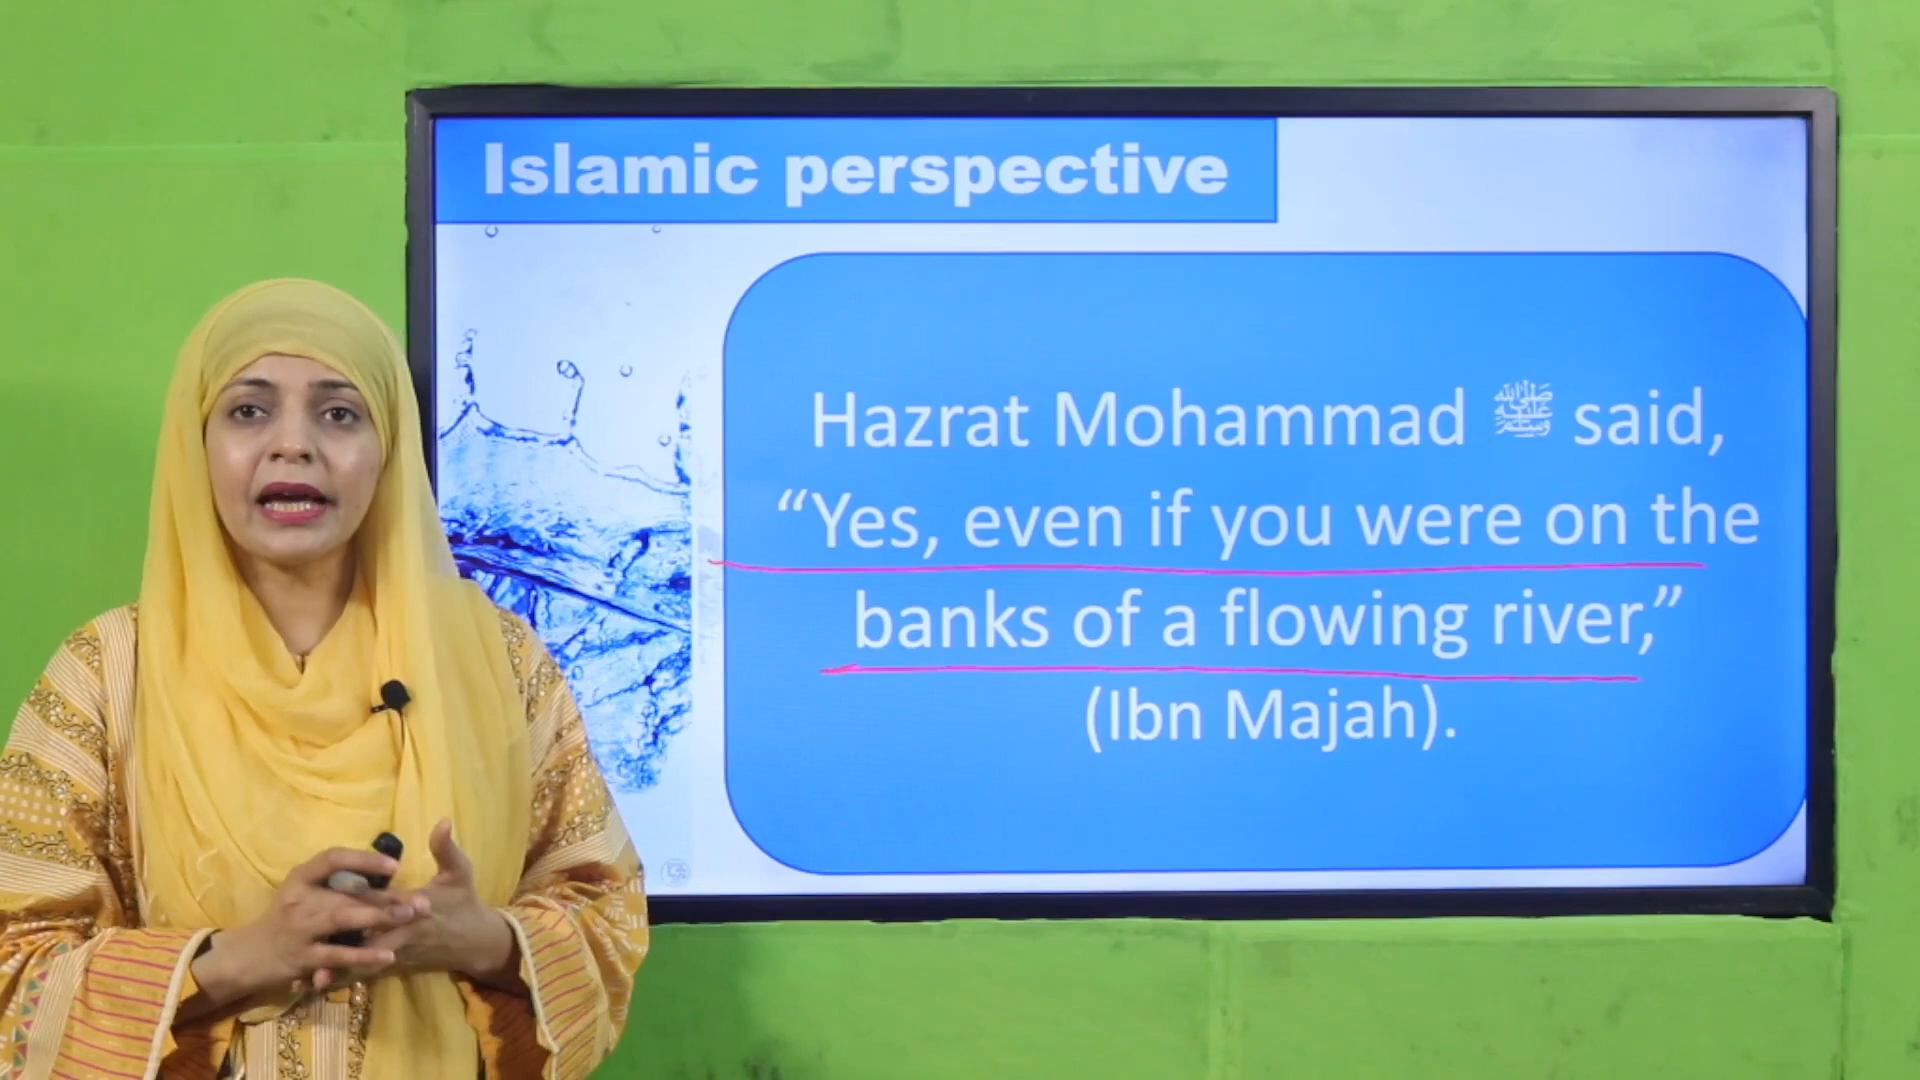 Islamic perspective
Hazrat Mohammad ﷺ said,
“Yes, even if you were on the
banks of a flowing river,”
(Ibn Majah).